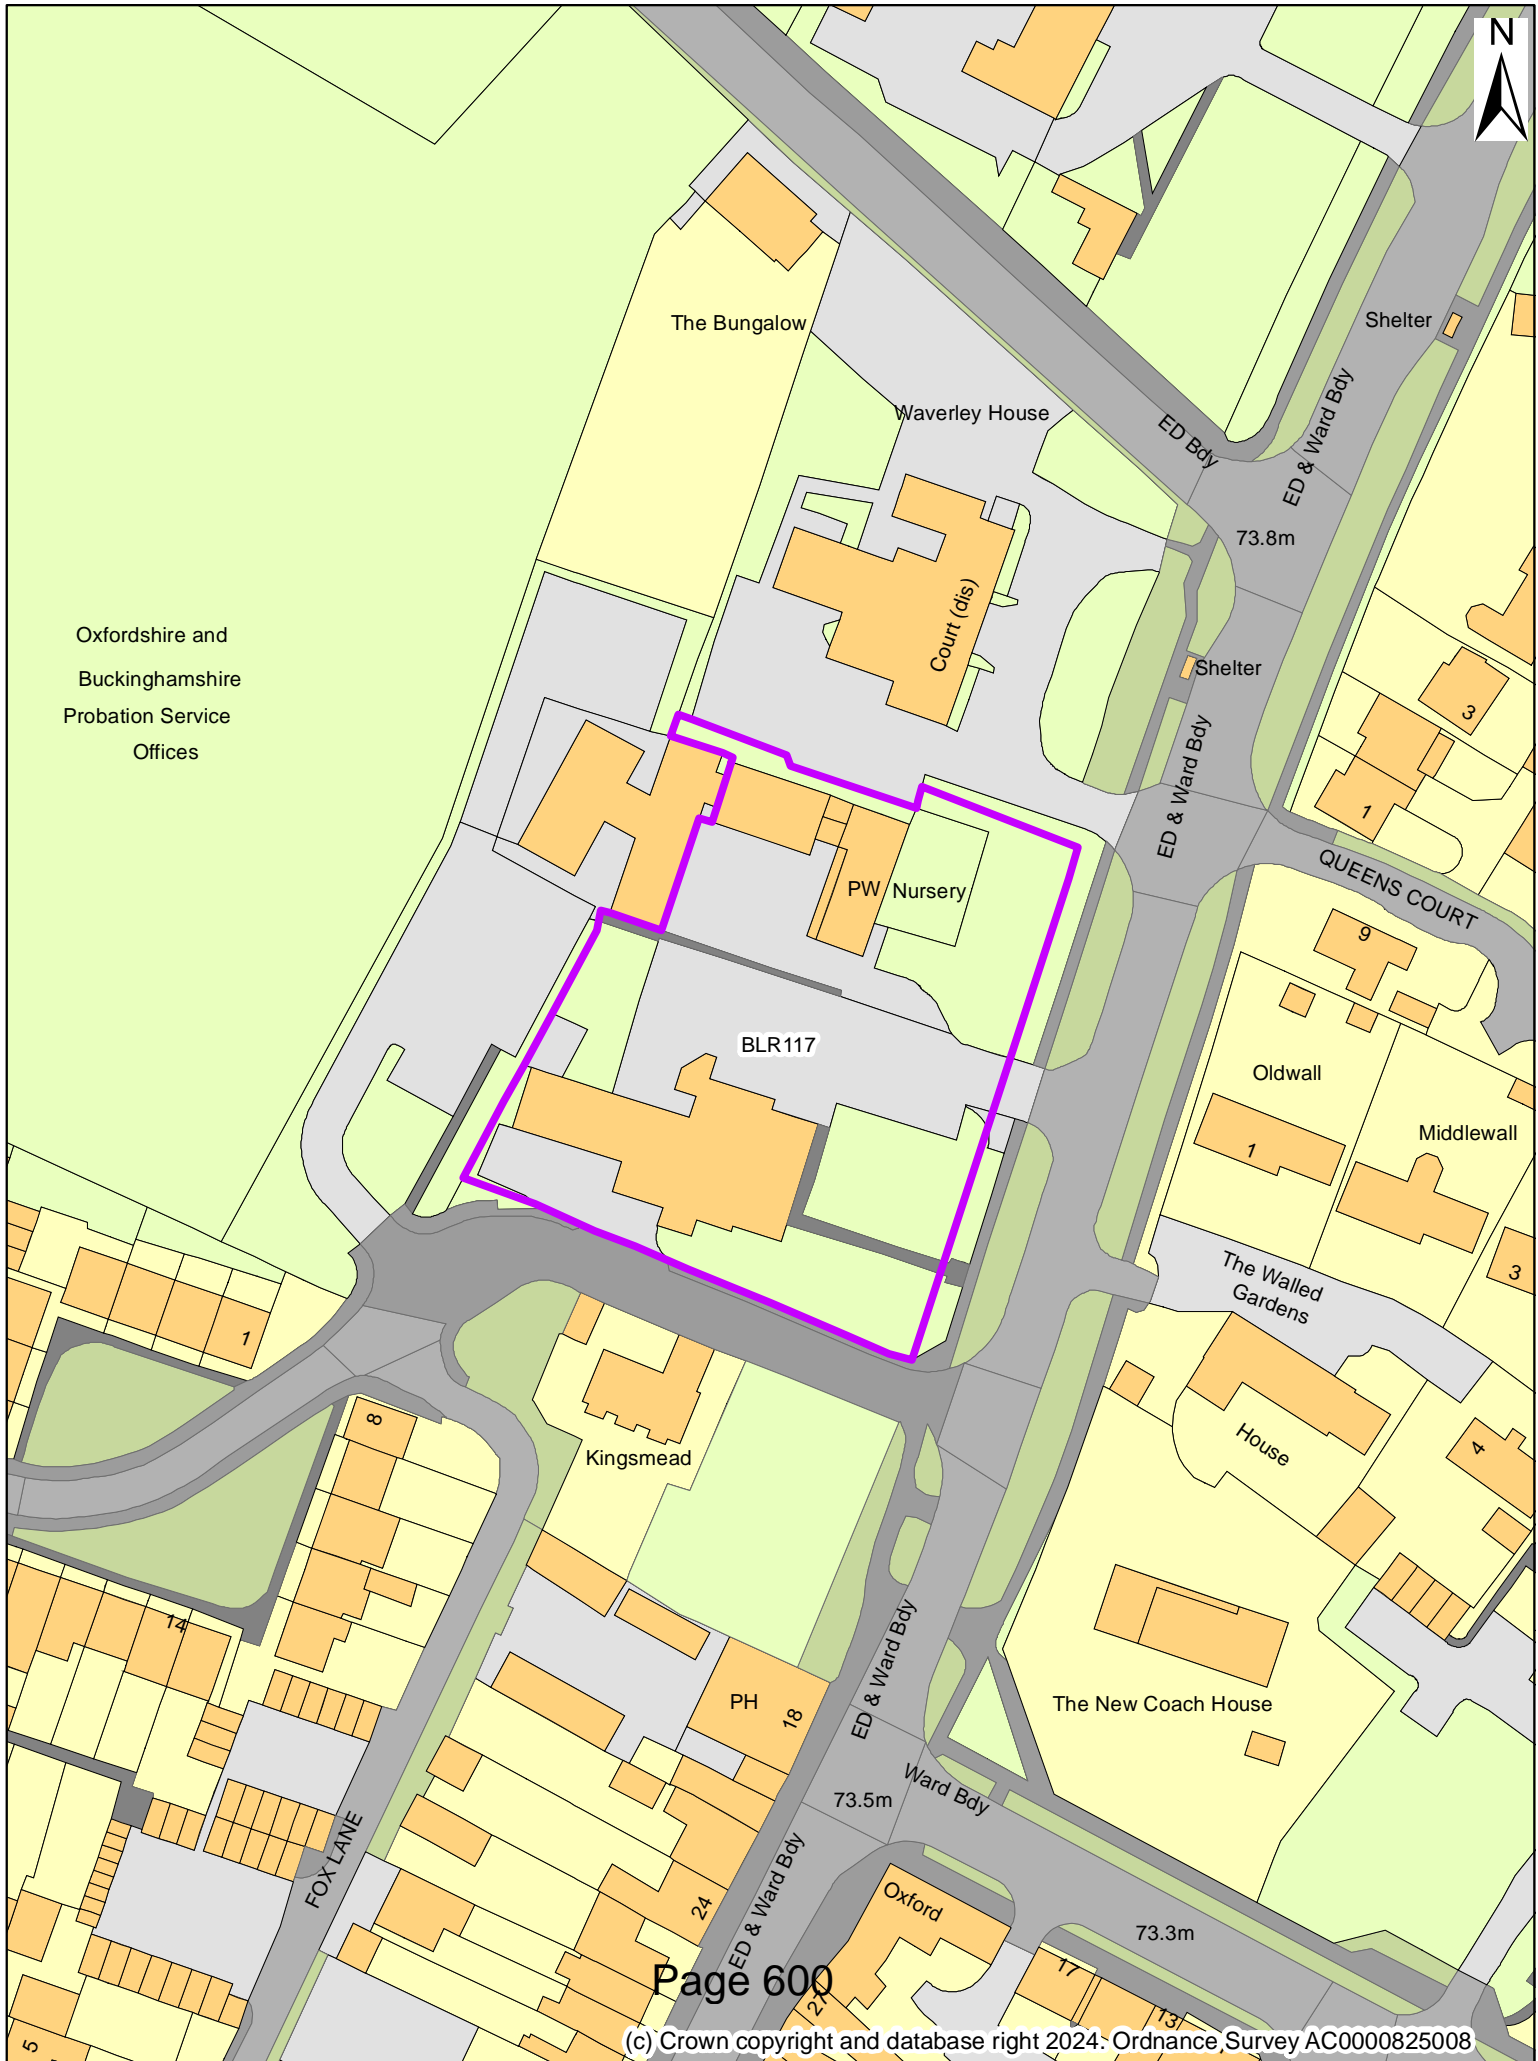 N
The Bungalow
Shelter
Waverley House
ED Bdy
ED & Ward Bdy
73.8m
Oxfordshire and
Buckinghamshire
Probation Service
Offices
Court (dis)
Shelter
3
ED & Ward Bdy
1
QUEENS COURT
PW
Nursery
9
BLR117
Oldwall
1
Middlewall
The Walled
Gardens
3
1
8
Kingsmead
House
4
14
PH
18
ED & Ward Bdy
The New Coach House
Ward Bdy
73.5m
FOX LANE
24
ED & Ward Bdy
Oxford
73.3m
17
13
27
5
Page 600
(c) Crown copyright and database right 2024. Ordnance Survey AC0000825008